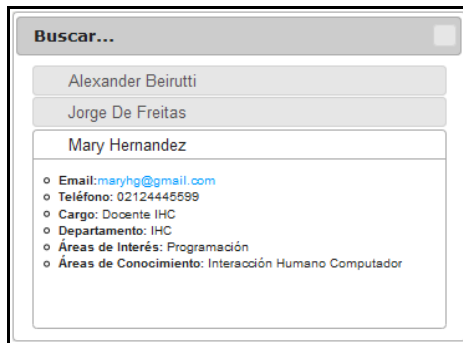 Buscar...
Alexander Beirutti
Jorge De Freitas
Mary Hernandez
Email:maryhg@gmail.com
Teléfono: 02124445599
Cargo: Docente IHC
Departamento: IHC
Áreas de Interés: Programación
Áreas de Conocimiento: Interacción Humano Computador